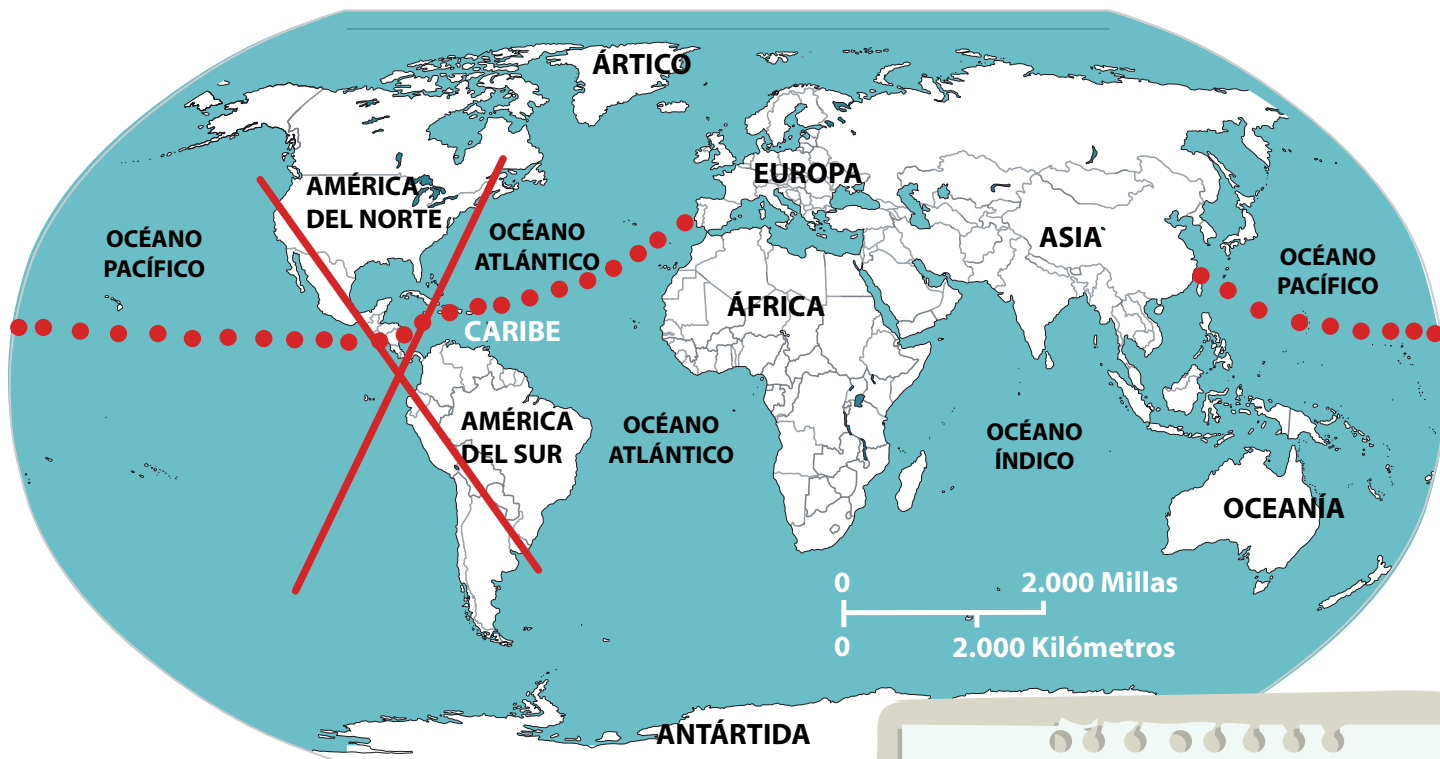 ÁRTICO
EUROPA
AMÉRICA
DEL NORTE
OCÉANO
PACÍFICO
OCÉANO
ATLÁNTICO
ASIA
OCÉANO
PACÍFICO
ÁFRICA
CARIBE
AMÉRICA
DEL SUR
OCÉANO
ATLÁNTICO
OCÉANO
ÍNDICO
OCEANÍA
0 2.000 Millas
0 2.000 Kilómetros
ANTÁRTIDA